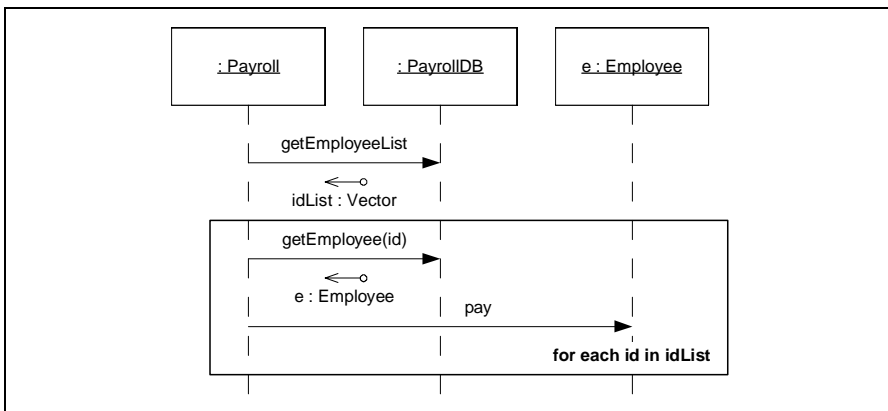 : Payroll
: PayrollDB
e : Employee
getEmployeeList
idList : Vector
getEmployee(id)
e : Employee
pay
for each id in idList